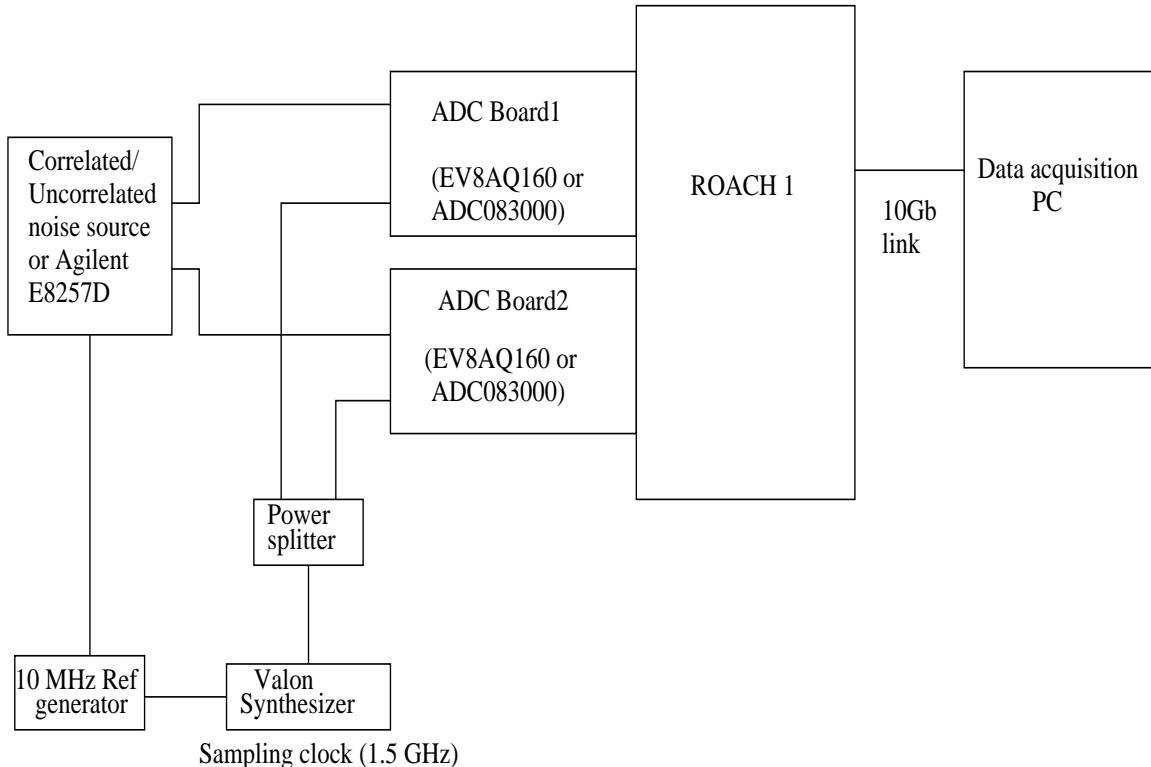 Correlated/
Uncorrelated
noise source
or Agilent
E8257D
ADC Board1
(EV8AQ160 or
ADC083000)
ADC Board2
(EV8AQ160 or
ADC083000)
ROACH 1
10Gb
link
Data acquisition
PC
Power
splitter
10 MHz Ref
generator
Valon
Synthesizer
Sampling clock (1.5 GHz)